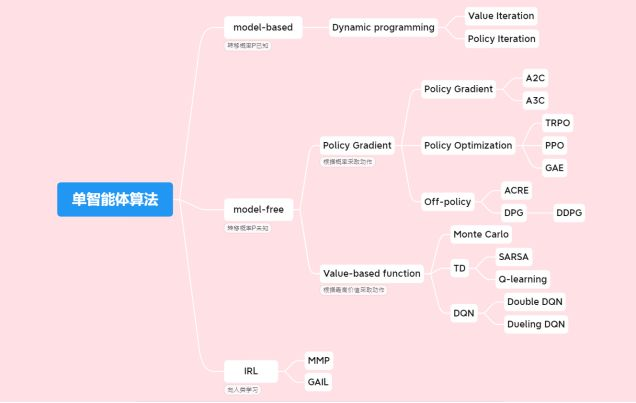 单智能体算法
model-based
转移概率P已知
Dynamic programming
Value Iteration
Policy Iteration
model-free
转移概率P未知
Policy Gradient
根据概率采取动作
Policy Gradient
A2C
A3C
Policy Optimization
TRPO
PPO
GAE
Off-policy
ACRE
DPG
DDPG
Value-based function
根据最高价值采取动作
Monte Carlo
TD
SARSA
Q-learning
DQN
Double DQN
Dueling DQN
IRL
向人类学习
MMP
GAIL